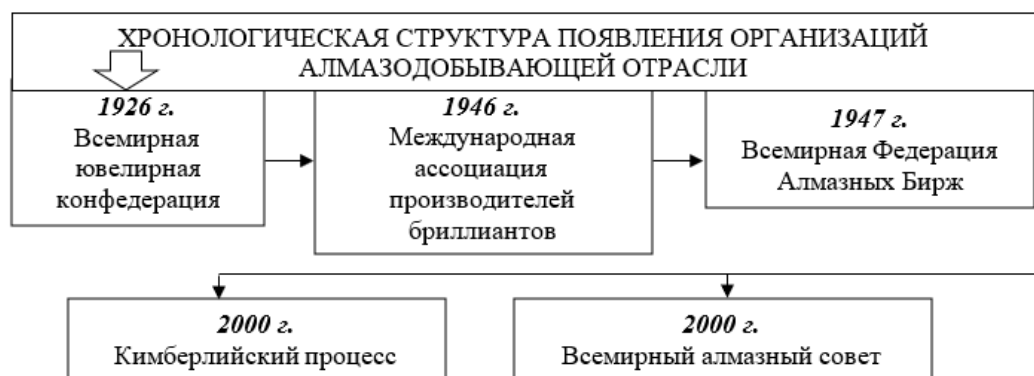 ХРОНОЛОГИЧЕСКАЯ СТРУКТУРА ПОЯВЛЕНИЯ ОРГАНИЗАЦИЙ
АЛМАЗОДОБЫВАЮЩЕЙ ОТРАСЛИ
1926 г.
Всемирная
ювелирная
конфедерация
1946 г.
Международная
ассоциация
производителей
бриллиантов
1947 г.
Всемирная Федерация
Алмазных Бирж
2000 г.
Кимберлийский процесс
2000 г.
Всемирный алмазный совет